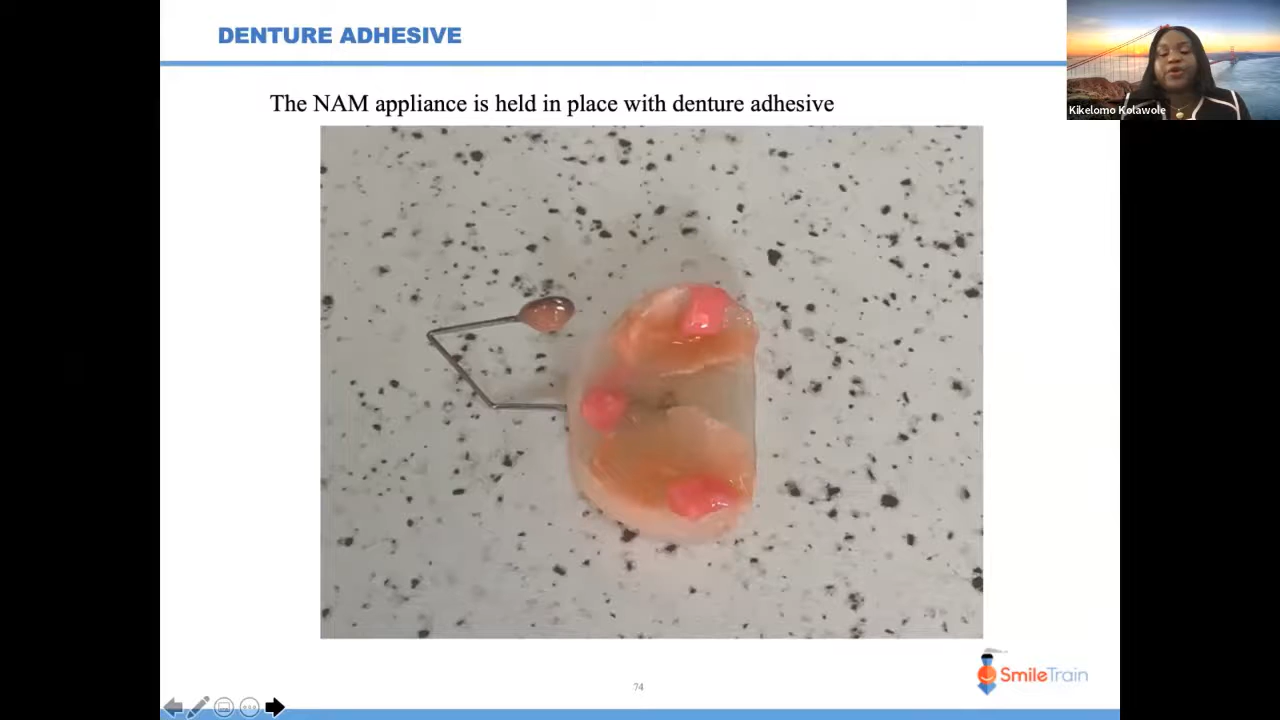 DENTURE ADHESIVE
Kikelomo Kolawole
The NAM appliance is held in place with denture adhesive
SmileTrain
74